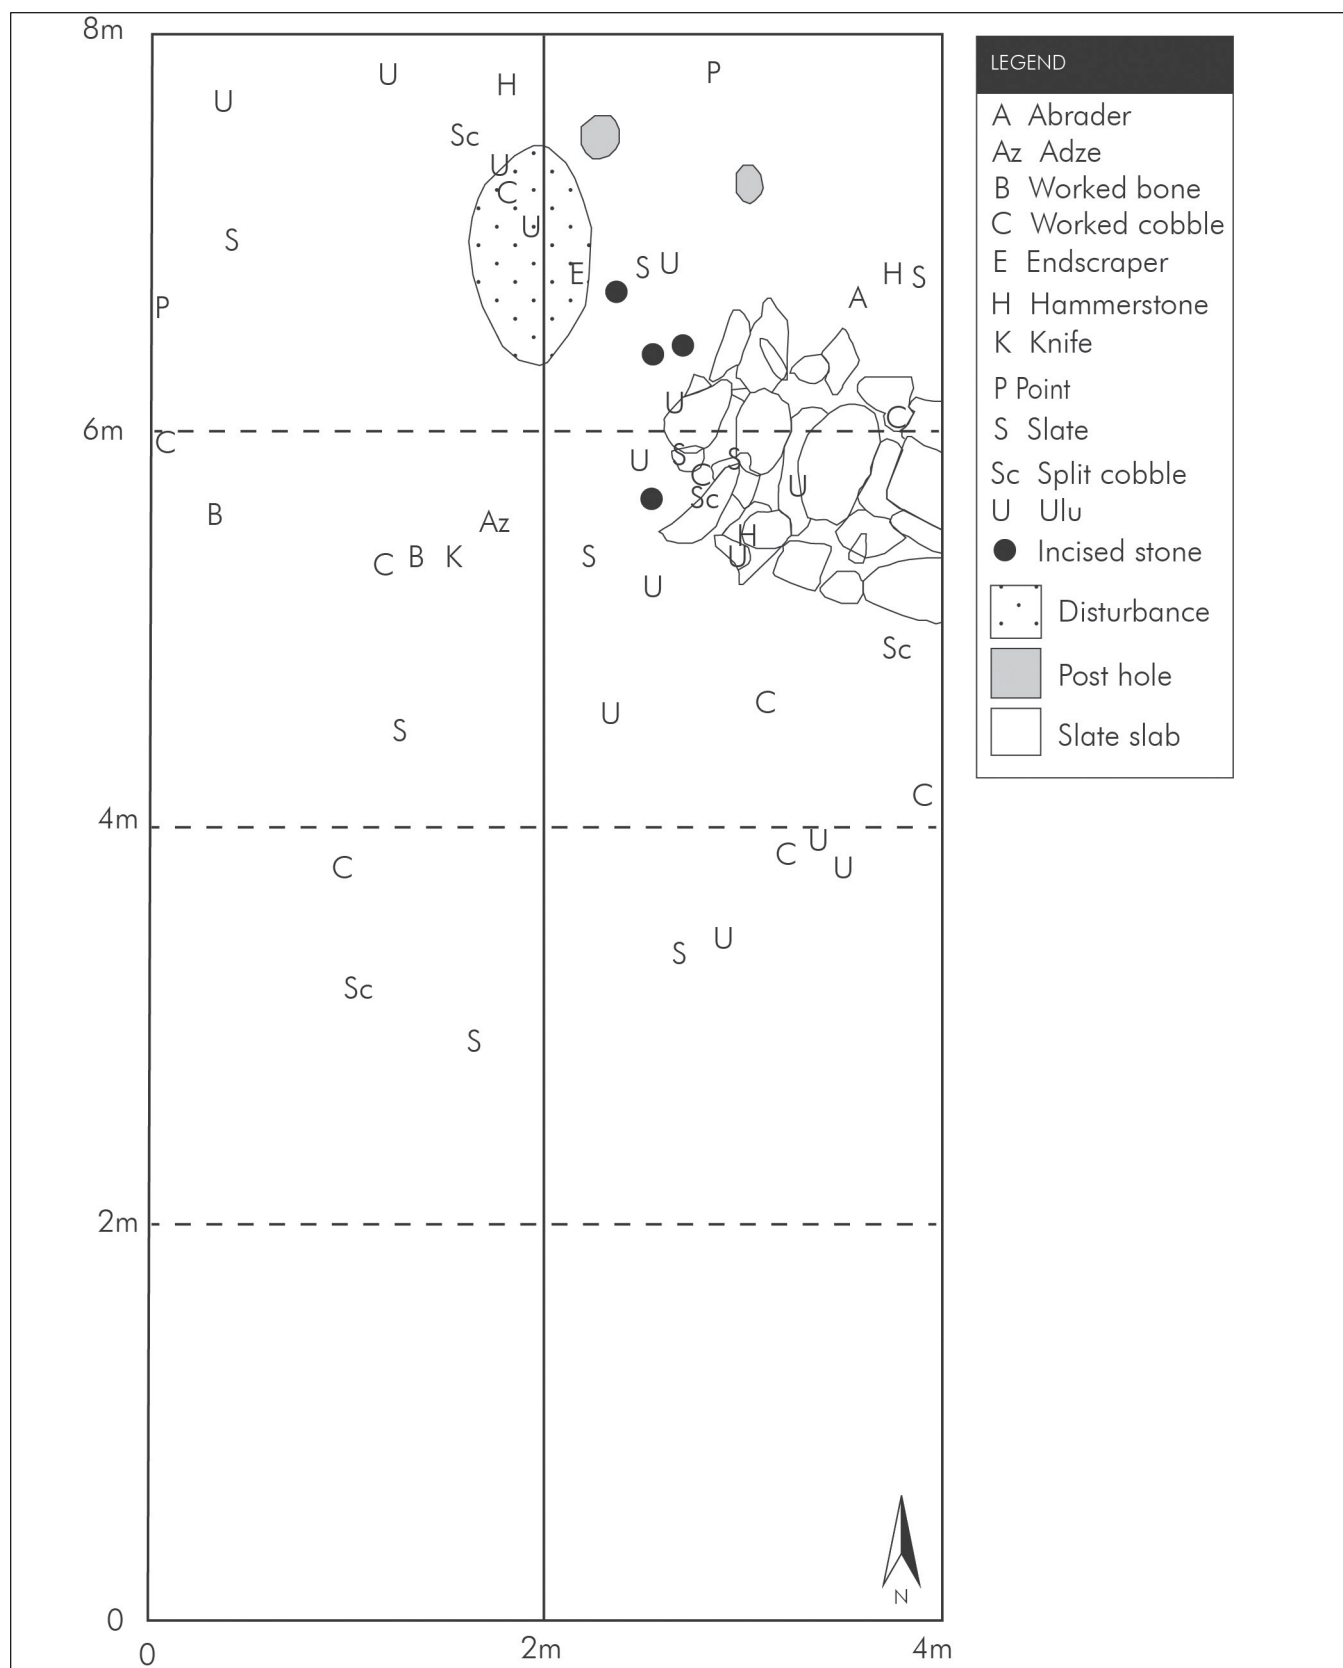 8m
U H P
U
Sc
U
C
U
S
E S U H S
A
P
U
C
6m
C
U S S
C U
Sc
B Az H
C B K S U
U
Sc
C
U
S
C
4m
U
C
C U
U
S
Sc
S
2m
N
0
0 2m 4m
LEGEND
A Abrader
Az Adze
B Worked bone
C Worked cobble
E Endscraper
H Hammerstone
K Knife
P Point
S Slate
Sc Split cobble
U Ulu
Incised stone
Disturbance
Post hole
Slate slab